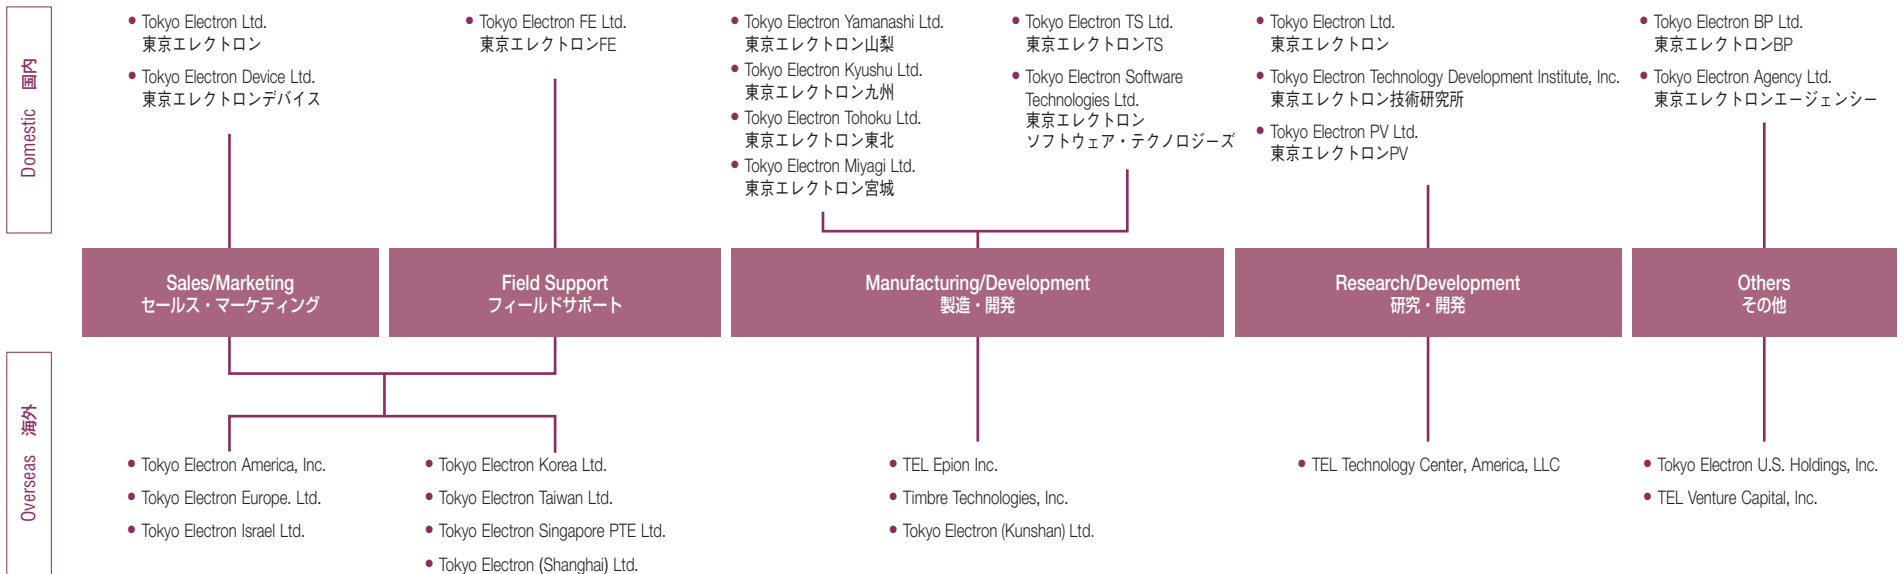 Domestic 国内
• Tokyo Electron Ltd.
東京エレクトロン
• Tokyo Electron Device Ltd.
東京エレクトロンデバイス
• Tokyo Electron FE Ltd.
東京エレクトロンFE
• Tokyo Electron Yamanashi Ltd.
東京エレクトロン山梨
• Tokyo Electron Kyushu Ltd.
東京エレクトロン九州
• Tokyo Electron Tohoku Ltd.
東京エレクトロン東北
• Tokyo Electron Miyagi Ltd.
東京エレクトロン宮城
• Tokyo Electron TS Ltd.
東京エレクトロンTS
• Tokyo Electron Software
Technologies Ltd.
東京エレクトロン
ソフトウェア・テクノロジーズ
• Tokyo Electron Ltd.
東京エレクトロン
• Tokyo Electron Technology Development Institute, Inc.
東京エレクトロン技術研究所
• Tokyo Electron PV Ltd.
東京エレクトロンPV
• Tokyo Electron BP Ltd.
東京エレクトロンBP
• Tokyo Electron Agency Ltd.
東京エレクトロンエージェンシー
Sales/Marketing
セールス・マーケティング
Field Support
フィールドサポート
Manufacturing/Development
製造・開発
Research/Development
研究・開発
Others
その他
Overseas 海外
• Tokyo Electron America, Inc.
• Tokyo Electron Europe. Ltd.
• Tokyo Electron Israel Ltd.
• Tokyo Electron Korea Ltd.
• Tokyo Electron Taiwan Ltd.
• Tokyo Electron Singapore PTE Ltd.
• Tokyo Electron (Shanghai) Ltd.
• TEL Epion Inc.
• Timbre Technologies, Inc.
• Tokyo Electron (Kunshan) Ltd.
• TEL Technology Center, America, LLC
• Tokyo Electron U.S. Holdings, Inc.
• TEL Venture Capital, Inc.